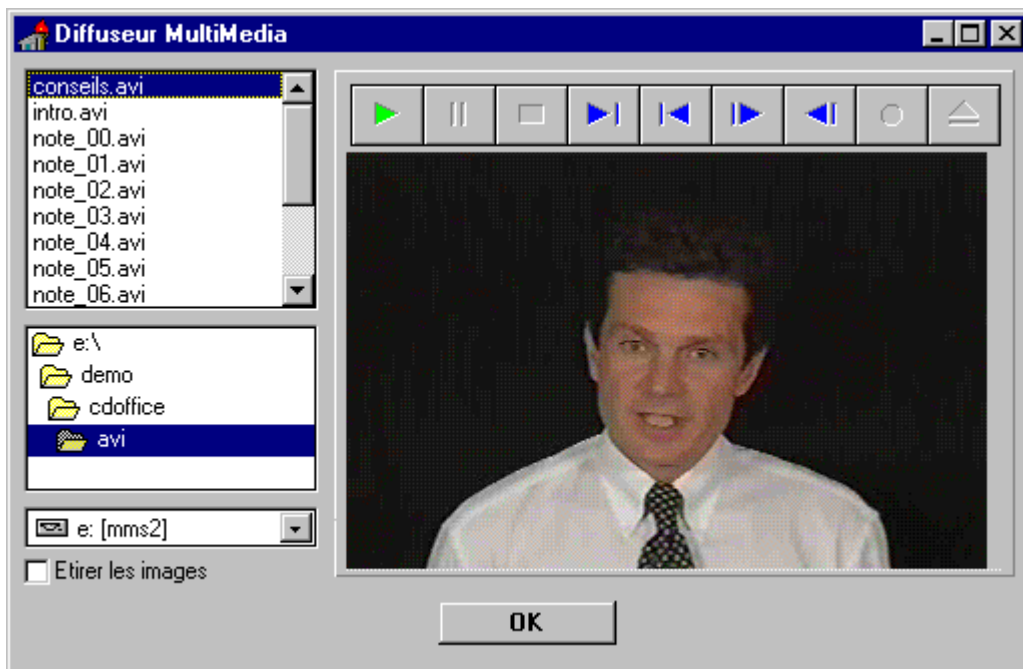 Diffuseur MultiMedia
conseils.avi
intro.avi
note_00.avi
note_01.avi
note_02.avi
note_03.avi
note_04.avi
note_05.avi
note_06.avi
e:\
demo
cdoffice
avi
e: [mms2]
Etirer les images
OK